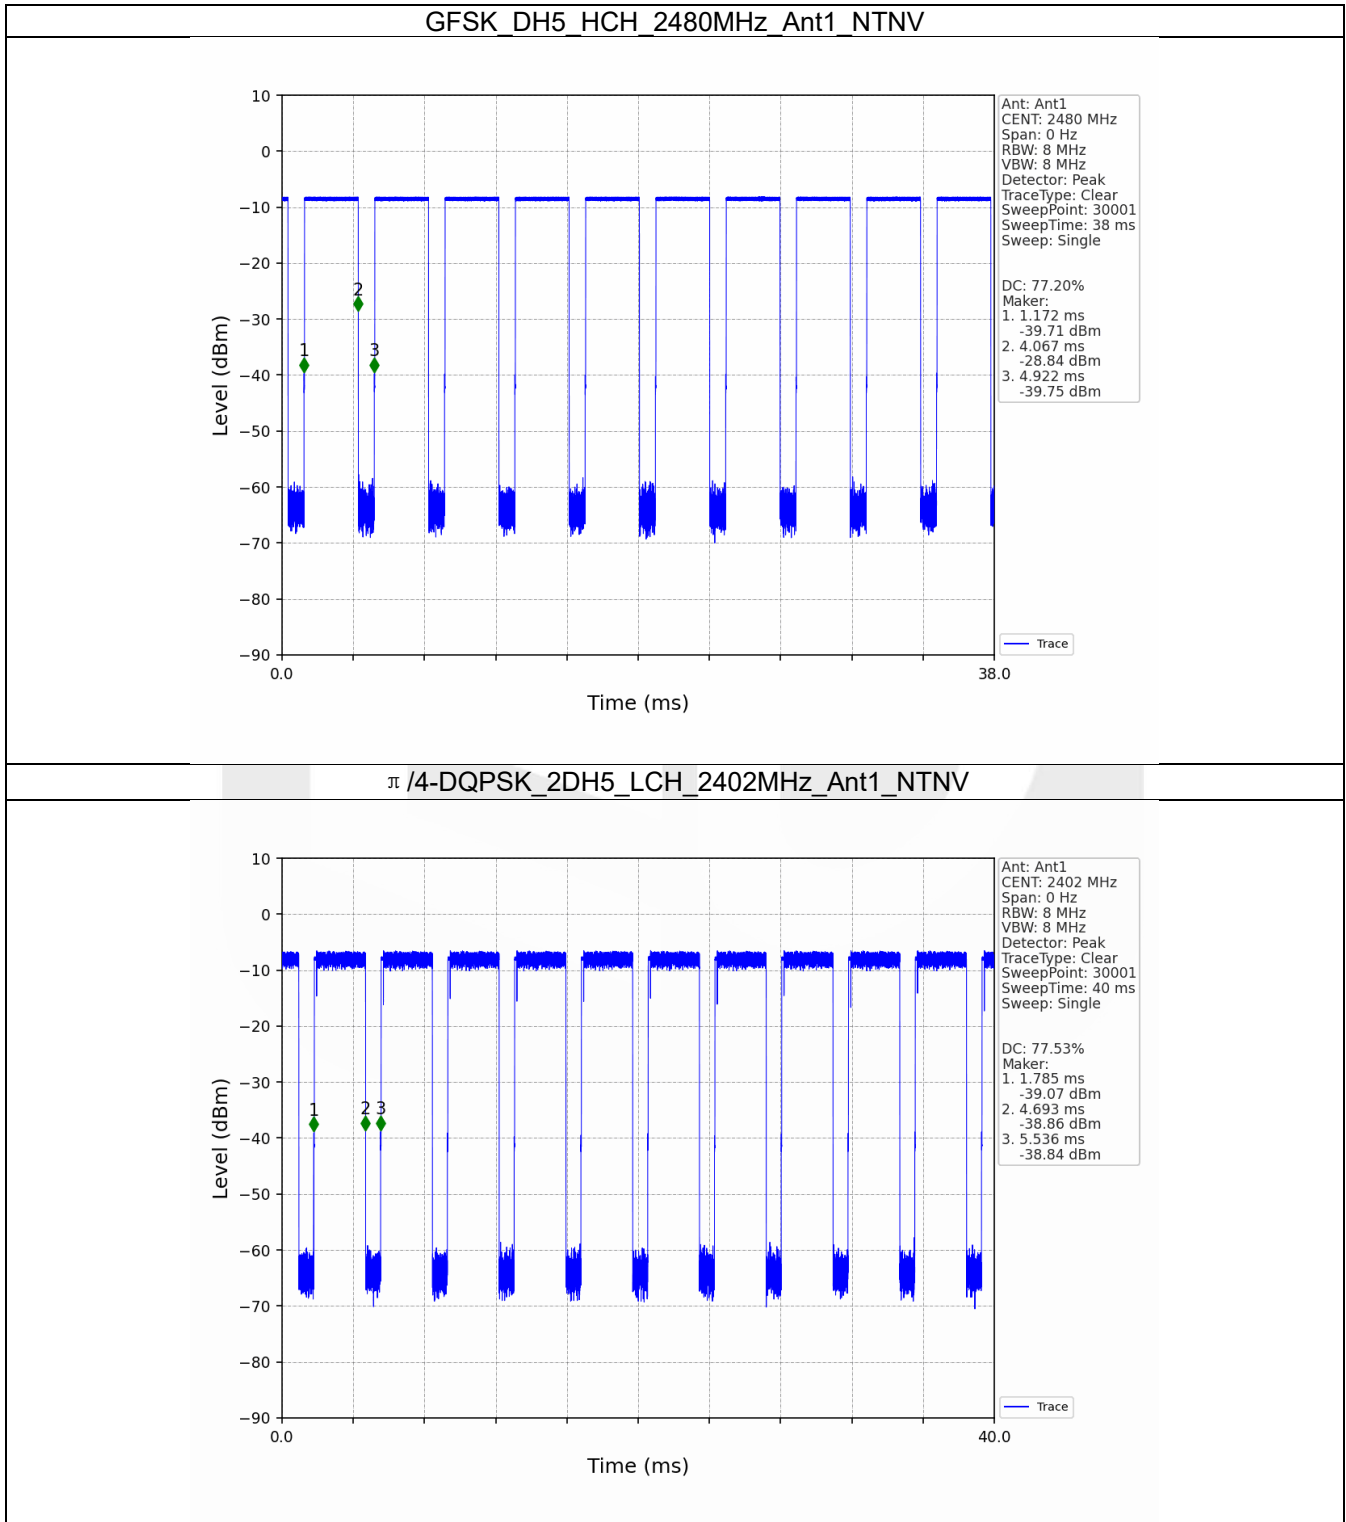 GFSK_DH5_HCH_2480MHz_Ant1_NTNV
10
0
−10
−20
−30
−40
−50
−60
−70
−80
−90
Level (dBm)
1
2
3
0.0
38.0
Time (ms)
Ant: Ant1
CENT: 2480 MHz
Span: 0 Hz
RBW: 8 MHz
VBW: 8 MHz
Detector: Peak
TraceType: Clear
SweepPoint: 30001
SweepTime: 38 ms
Sweep: Single
DC: 77.20%
Maker:
1. 1.172 ms
-39.71 dBm
2. 4.067 ms
-28.84 dBm
3. 4.922 ms
-39.75 dBm
Trace
π/4-DQPSK_2DH5_LCH_2402MHz_Ant1_NTNV
10
0
−10
−20
−30
−40
−50
−60
−70
−80
−90
Level (dBm)
1
2
3
0.0
40.0
Time (ms)
Ant: Ant1
CENT: 2402 MHz
Span: 0 Hz
RBW: 8 MHz
VBW: 8 MHz
Detector: Peak
TraceType: Clear
SweepPoint: 30001
SweepTime: 40 ms
Sweep: Single
DC: 77.53%
Maker:
1. 1.785 ms
-39.07 dBm
2. 4.693 ms
-38.86 dBm
3. 5.536 ms
-38.84 dBm
Trace